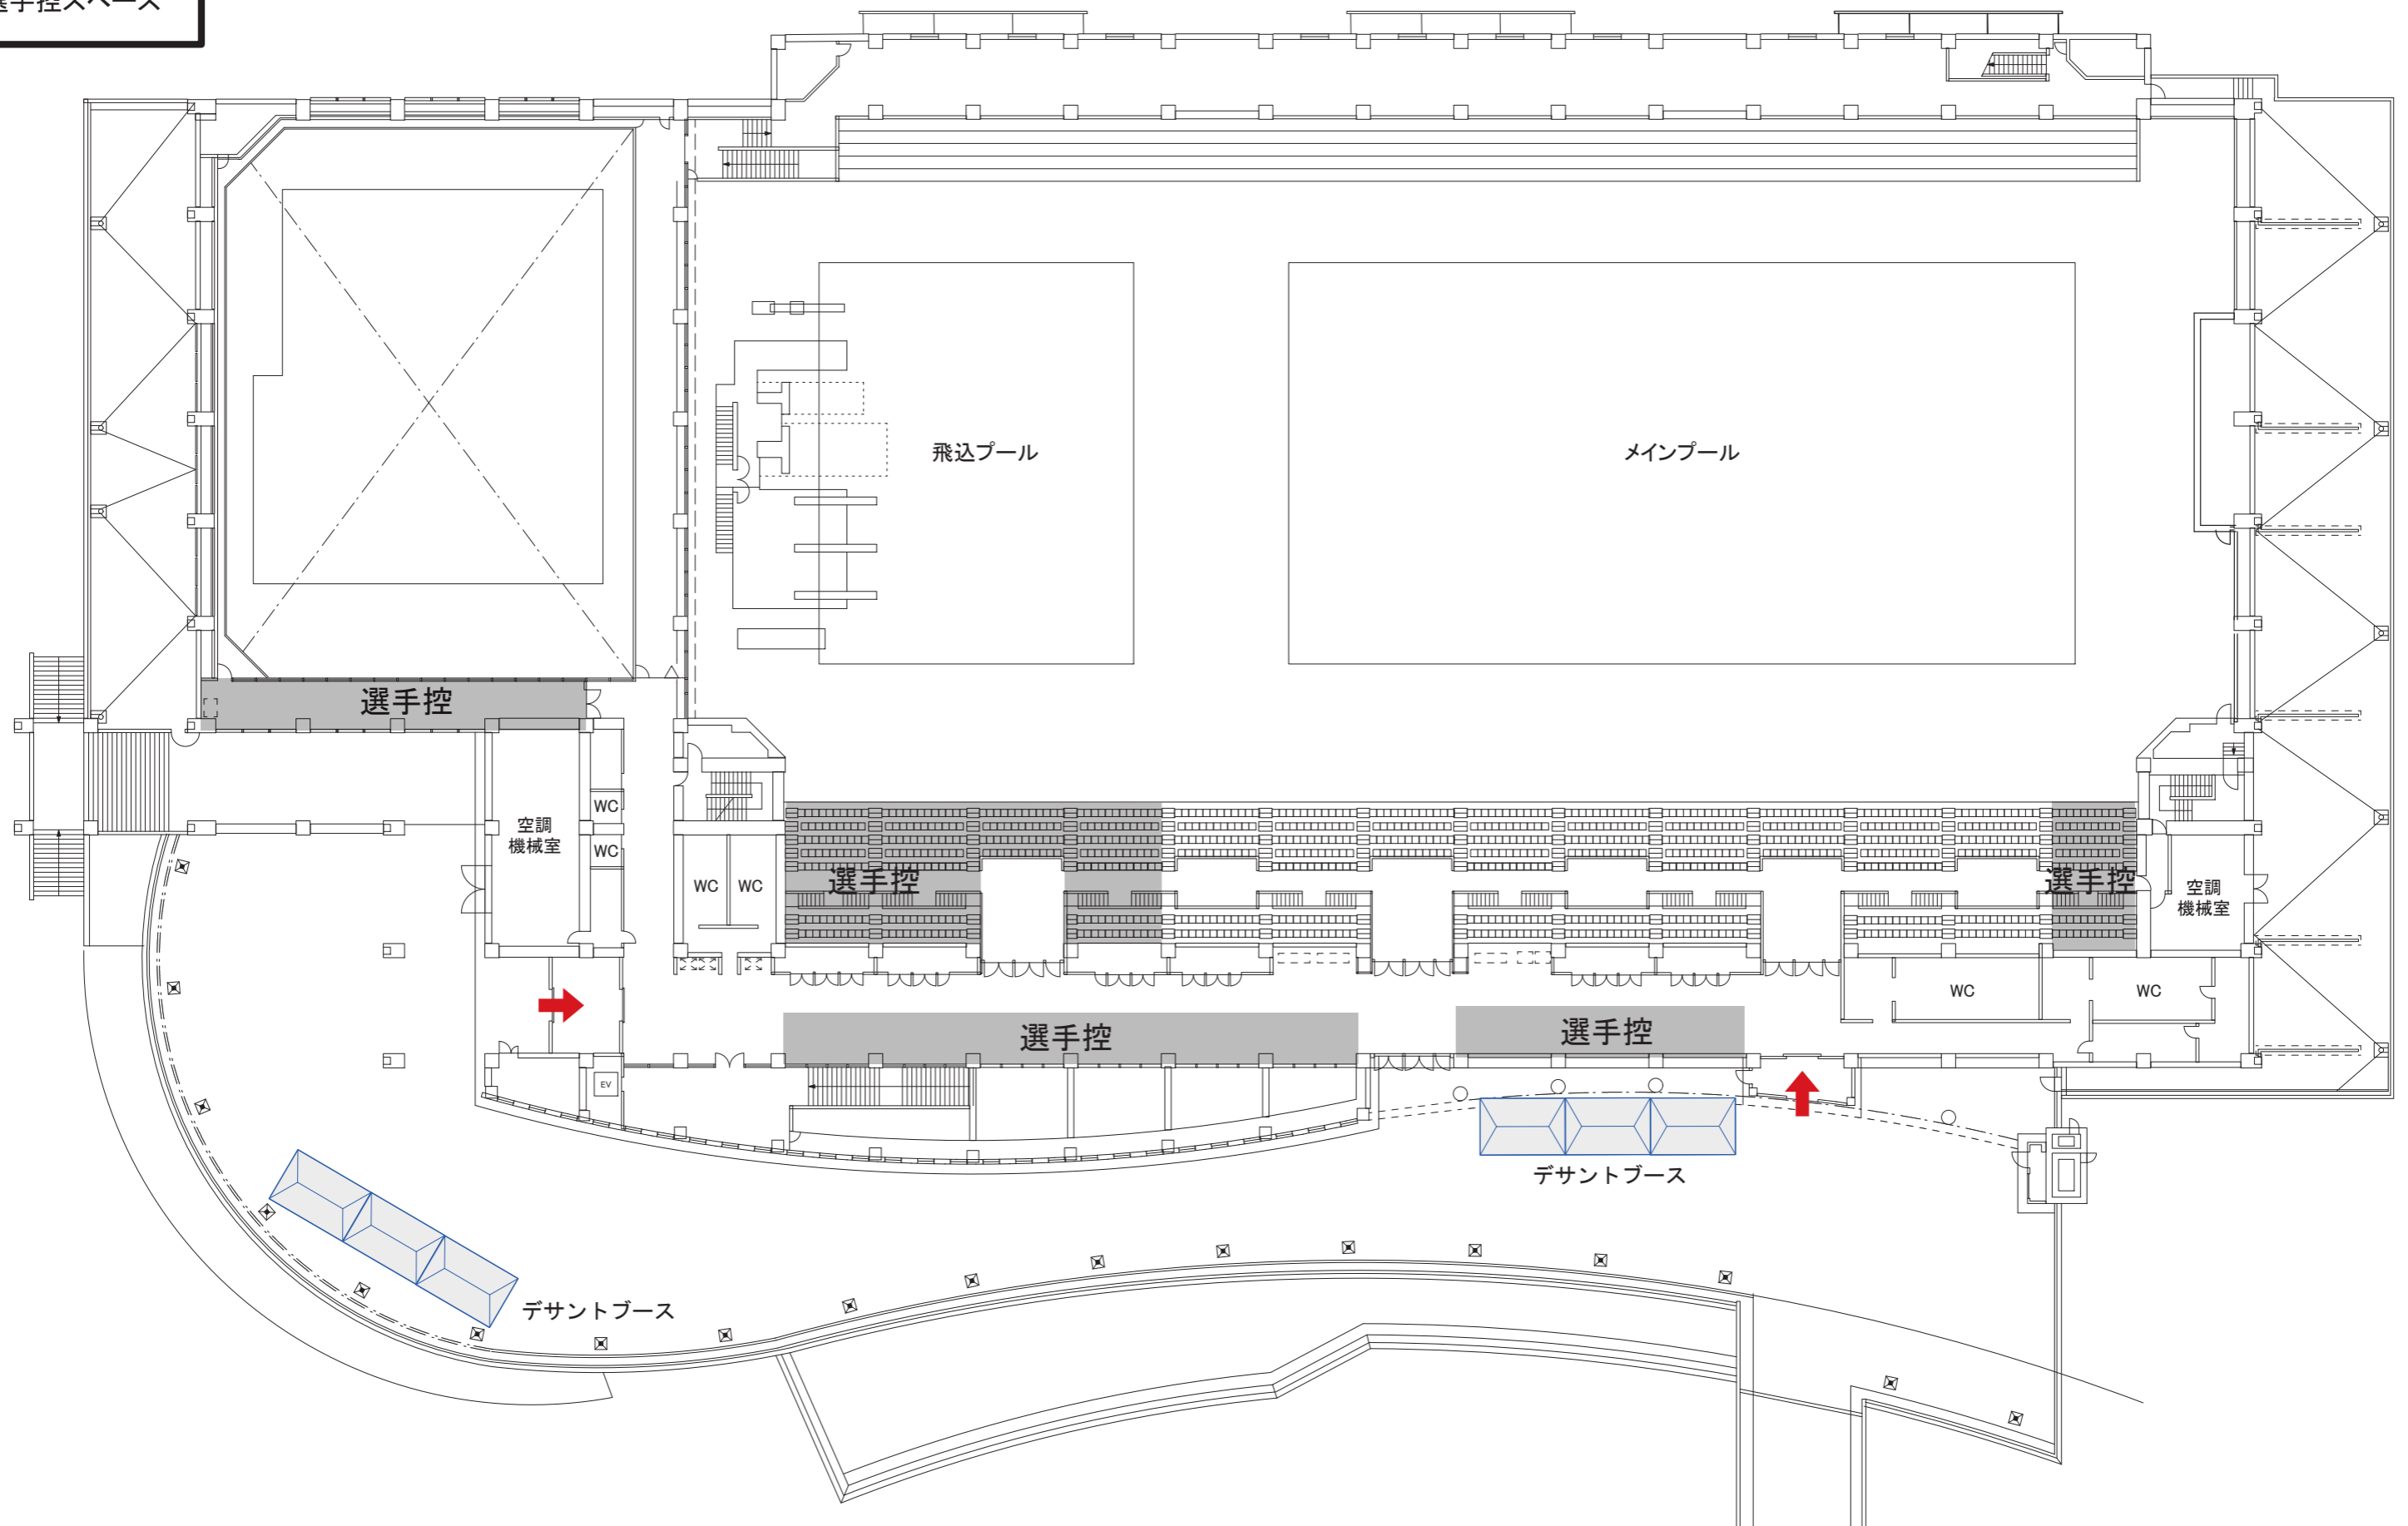 選手控スペース
飛込プール
メインプール
選手控
空調
機械室
WC
WC
WC
WC
選手控
選手控
空調
機械室
WC
WC
選手控
選手控
EV
デサントブース
デサントブース